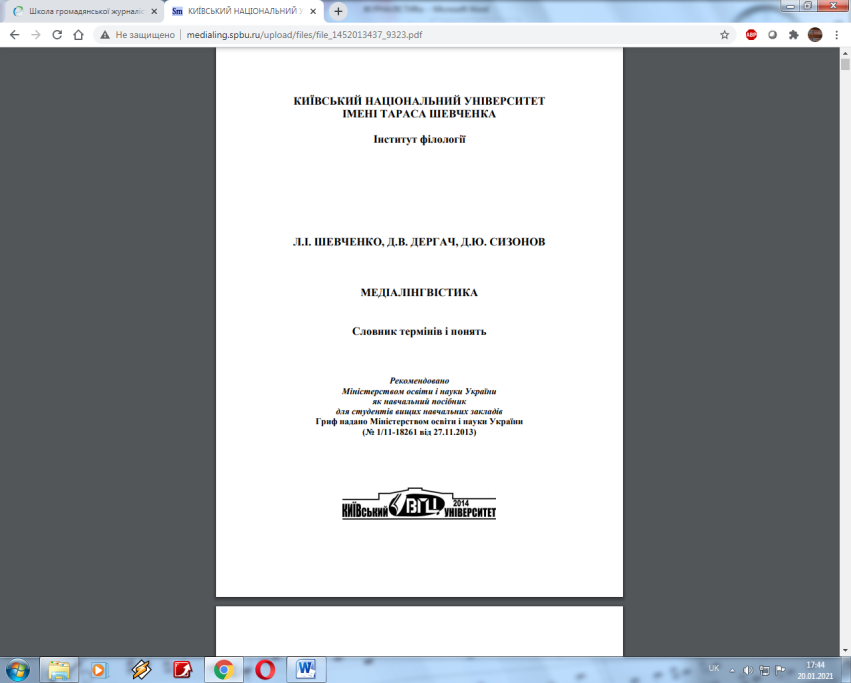 Школа громадянської журналіс
КИЇВСЬКИЙ НАЦІОНАЛЬНИЙ У
Не защищено
medialing.spbu.ru/upload/files/file_1452013437_9323.pdf
ABP
КИЇВСЬКИЙ НАЦІОНАЛЬНИЙ УНІВЕРСИТЕТ
ІМЕНІ ТАРАСА ШЕВЧЕНКА
Інститут філології
Л.І. ШЕВЧЕНКО, Д.В. ДЕРГАЧ, Д.Ю. СИЗОНОВ
МЕДІАЛІНГВІСТИКА
Словник термінів і понять
Рекомендовано
Міністерством освіти і науки України
як навчальний посібник
для студентів вищих навчальних закладів
Гриф надано Міністерством освіти і науки України
(№ 1/11-18261 від 27.11.2013)
КИЇВСЬКИЙ ВПЦ 2014 УНІВЕРСИТЕТ
UK
17:44
20.01.2021